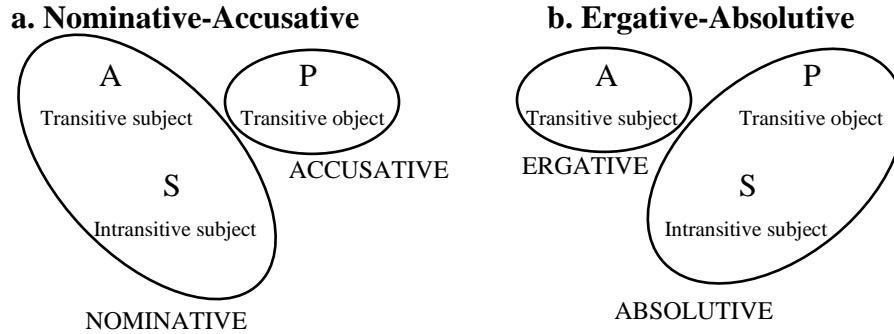 a. Nominative-Accusative
A
P
Transitive subject
Transitive object
ACCUSATIVE
S
Intransitive subject
NOMINATIVE
b. Ergative-Absolutive
A
P
Transitive subject
Transitive object
ERGATIVE
S
Intransitive subject
ABSOLUTIVE